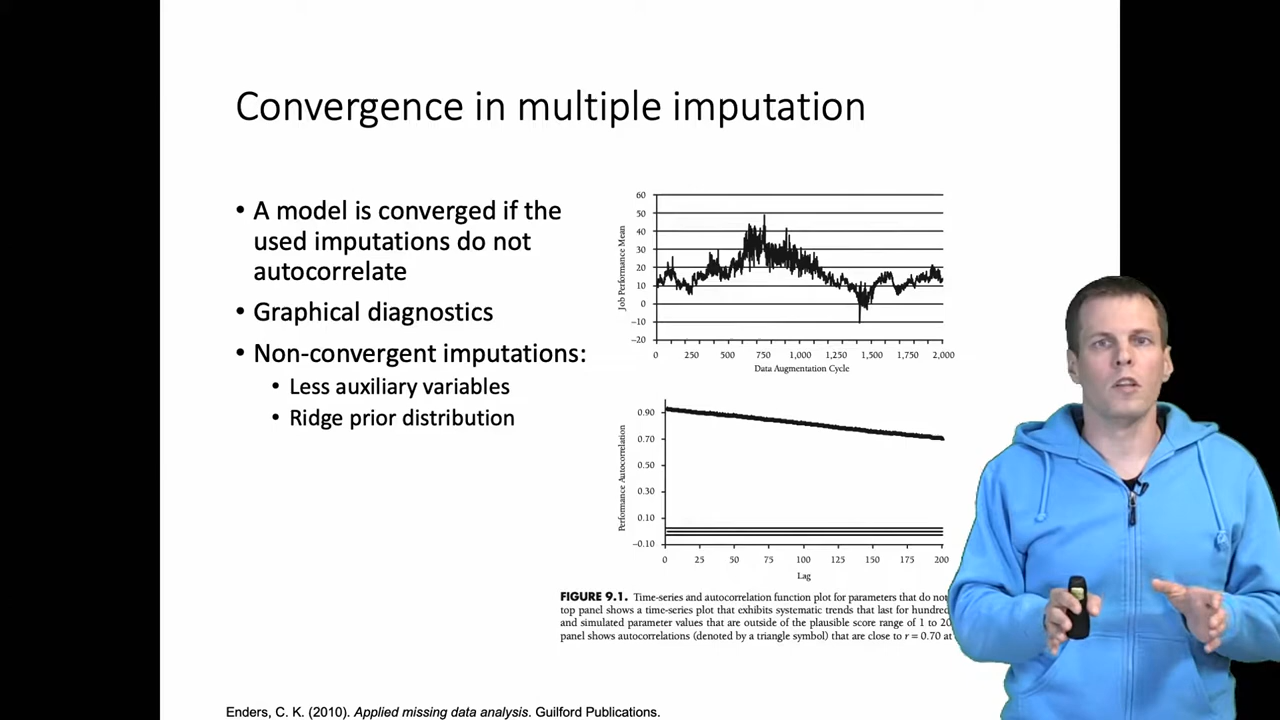 Convergence in multiple imputation
• A model is converged if the
used imputations do not
autocorrelate
• Graphical diagnostics
• Non-convergent imputations:
• Less auxiliary variables
• Ridge prior distribution
Job Performance Mean
60
50
40
30
20
10
0
–10
–20
0 250 500 750 1,000 1,250 1,500 1,750 2,000
Data Augmentation Cycle
Performance Autocorrelation
0.90
0.70
0.50
0.30
0.10
–0.10
0 25 50 75 100 125 150 175 200
Lag
FIGURE 9.1. Time-series and autocorrelation function plot for parameters that do not
top panel shows a time-series plot that exhibits systematic trends that last for hundred
and simulated parameter values that are outside of the plausible score range of 1 to 20
panel shows autocorrelations (denoted by a triangle symbol) that are close to r = 0.70 at
Enders, C. K. (2010). Applied missing data analysis. Guilford Publications.